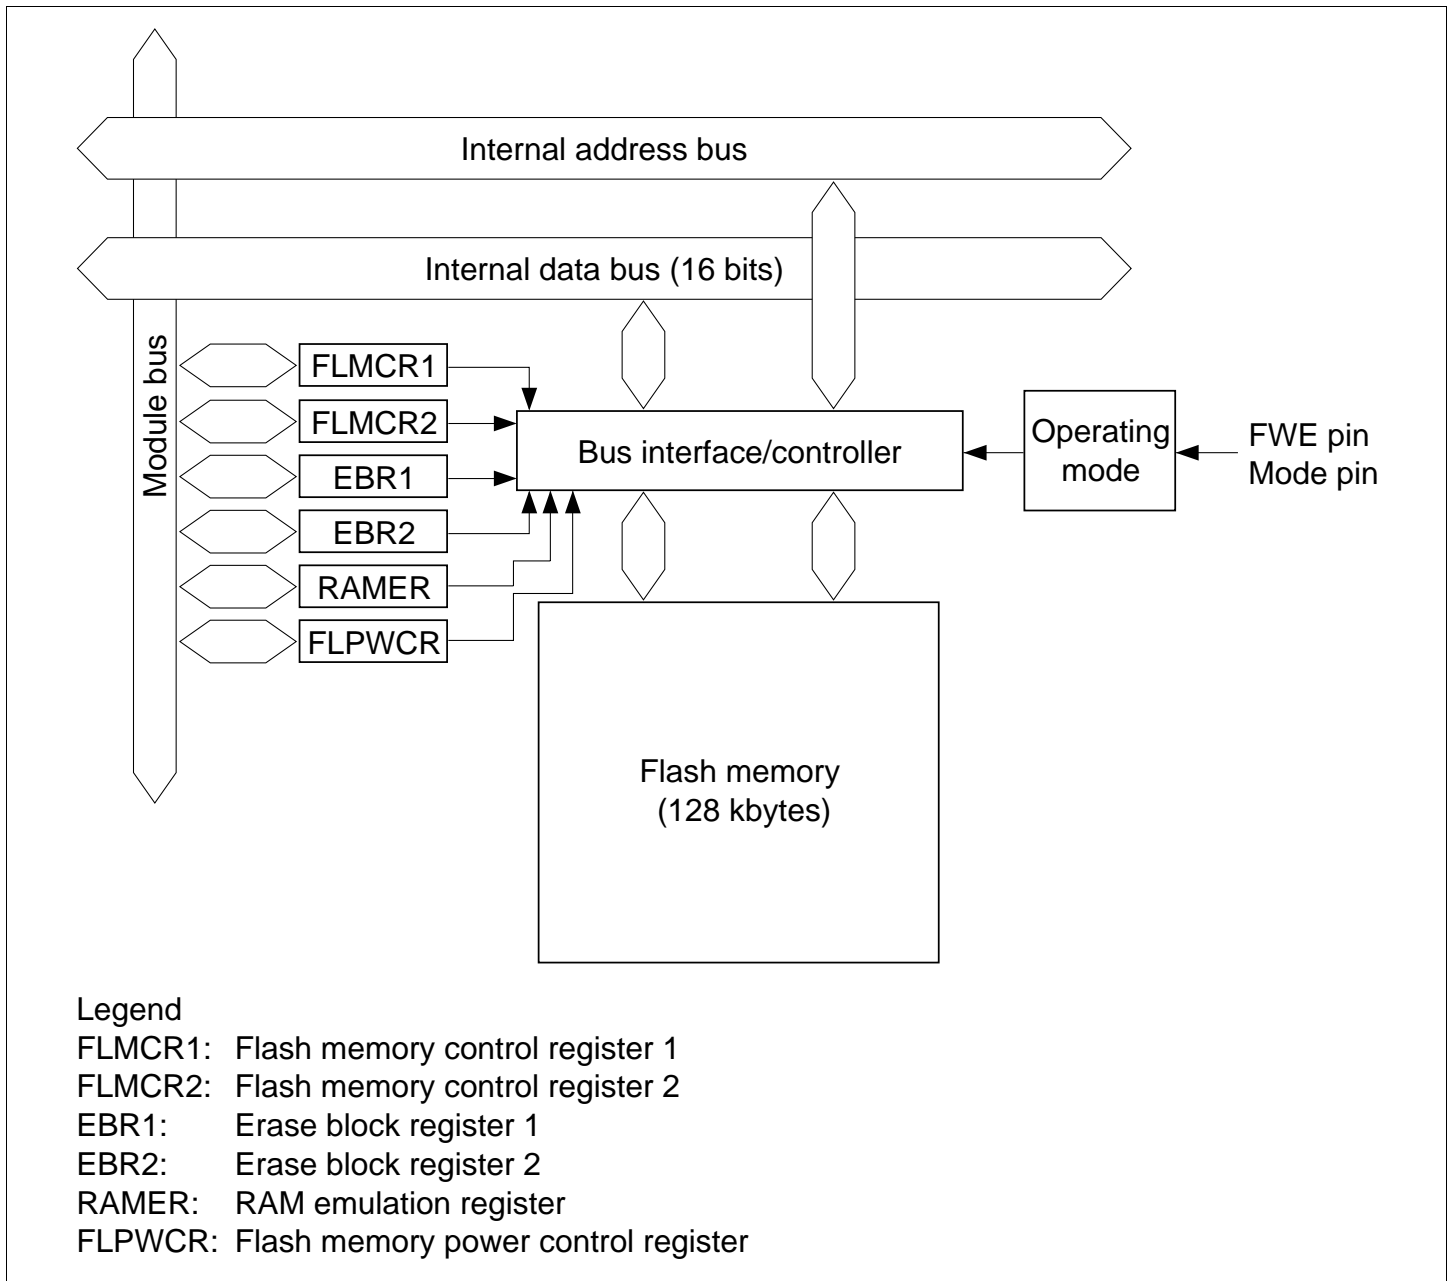 Internal address bus
Internal data bus (16 bits)
Module bus
FLMCR1
FLMCR2
EBR1
EBR2
RAMER
FLPWCR
Bus interface/controller
Operating
mode
FWE pin
Mode pin
Flash memory
(128 kbytes)
Legend
FLMCR1: Flash memory control register 1
FLMCR2: Flash memory control register 2
EBR1: Erase block register 1
EBR2: Erase block register 2
RAMER: RAM emulation register
FLPWCR: Flash memory power control register